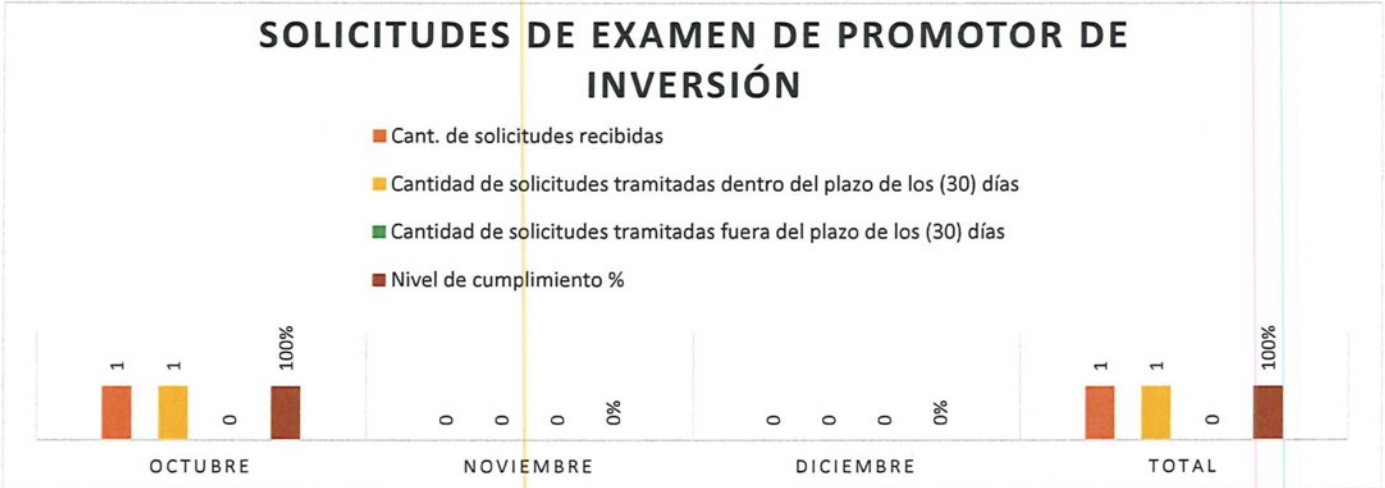 SOLICITUDES DE EXAMEN DE PROMOTOR DE
INVERSIÓN
Cant. de solicitudes recibidas
Cantidad de solicitudes tramitadas dentro del plazo de los (30) días
Cantidad de solicitudes tramitadas fuera del plazo de los (30) días
Nivel de cumplimiento %
1 1 0 100%
0 0 0 0%
0 0 0 0%
1 1 0 100%
OCTUBRE NOVIEMBRE DICIEMBRE TOTAL